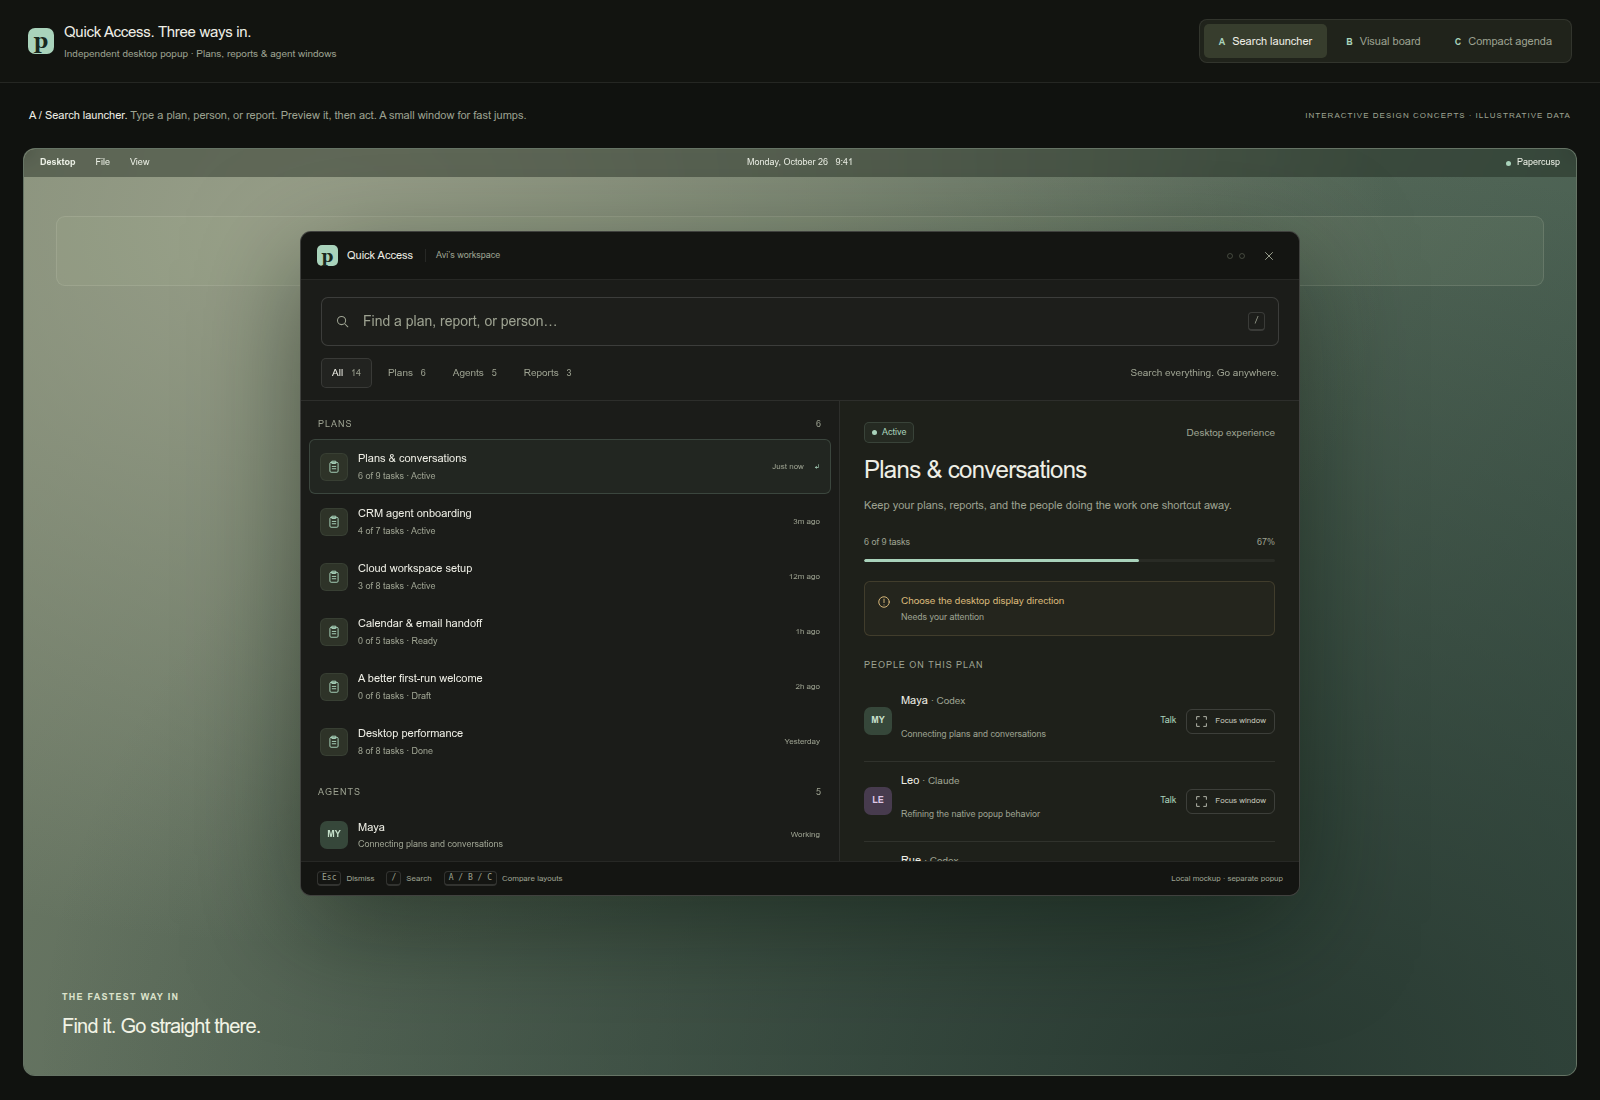 p
Quick Access. Three ways in.
Independent desktop popup · Plans, reports & agent windows
A Search launcher
B Visual board
C Compact agenda
A / Search launcher. Type a plan, person, or report. Preview it, then act. A small window for fast jumps.
INTERACTIVE DESIGN CONCEPTS · ILLUSTRATIVE DATA
Desktop File View
Monday, October 26 9:41
Papercusp
p Quick Access
Avi's workspace
Find a plan, report, or person…
/
All 14
Plans 6
Agents 5
Reports 3
Search everything. Go anywhere.
PLANS 6
Plans & conversations
6 of 9 tasks · Active
Just now ↲
CRM agent onboarding
4 of 7 tasks · Active
3m ago
Cloud workspace setup
3 of 8 tasks · Active
12m ago
Calendar & email handoff
0 of 5 tasks · Ready
1h ago
A better first-run welcome
0 of 6 tasks · Draft
2h ago
Desktop performance
8 of 8 tasks · Done
Yesterday
AGENTS 5
MY
Maya
Connecting plans and conversations
Working
Active
Desktop experience
Plans & conversations
Keep your plans, reports, and the people doing the work one shortcut away.
6 of 9 tasks 67%
Choose the desktop display direction
Needs your attention
PEOPLE ON THIS PLAN
MY
Maya · Codex
Connecting plans and conversations
Talk
Focus window
LE
Leo · Claude
Refining the native popup behavior
Talk
Focus window
Rue · Codex
Esc Dismiss / Search A / B / C Compare layouts
Local mockup · separate popup
THE FASTEST WAY IN
Find it. Go straight there.